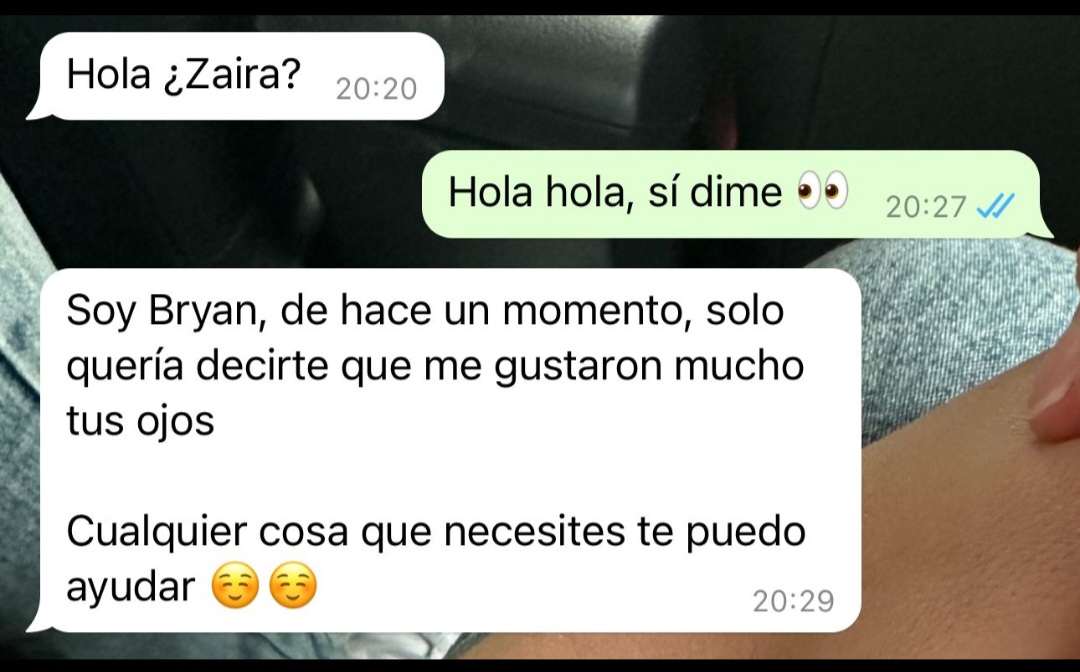 Hola ¿Zaira? 20:20
Hola hola, sí dime 👀 20:27
Soy Bryan, de hace un momento, solo
quería decirte que me gustaron mucho
tus ojos
Cualquier cosa que necesites te puedo
ayudar ☺️☺️ 20:29